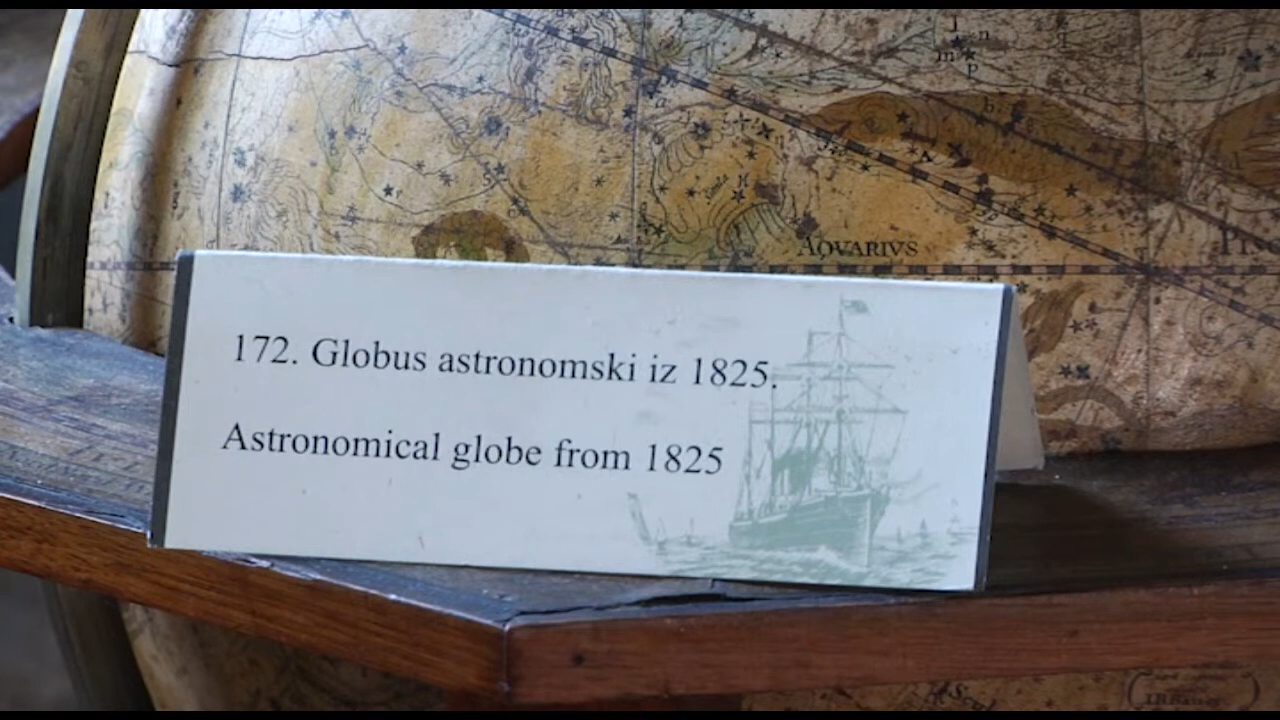 AQVARIVS
172. Globus astronomski iz 1825.
Astronomical globe from 1825